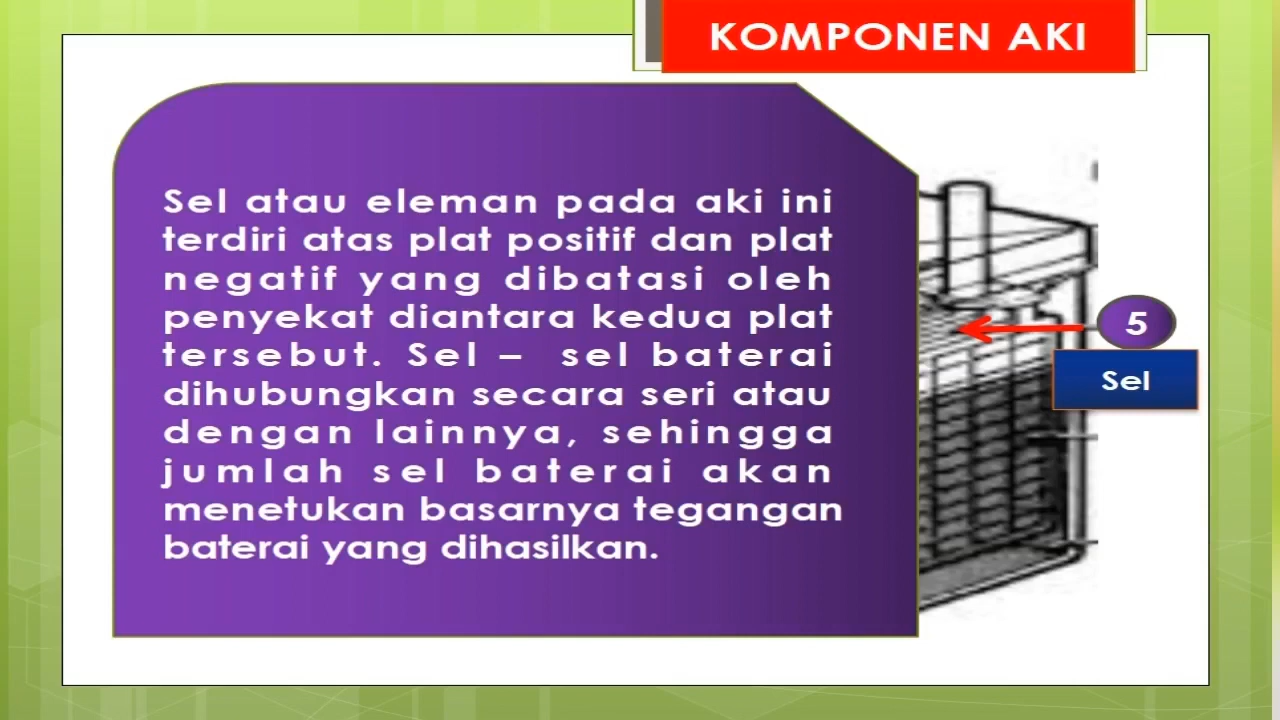 KOMPONEN AKI
Sel atau eleman pada aki ini
terdiri atas plat positif dan plat
negatif yang dibatasi oleh
penyekat diantara kedua plat
tersebut. Sel – sel baterai
dihubungkan secara seri atau
dengan lainnya, sehingga
jumlah sel baterai akan
menetukan basarnya tegangan
baterai yang dihasilkan.
5
Sel